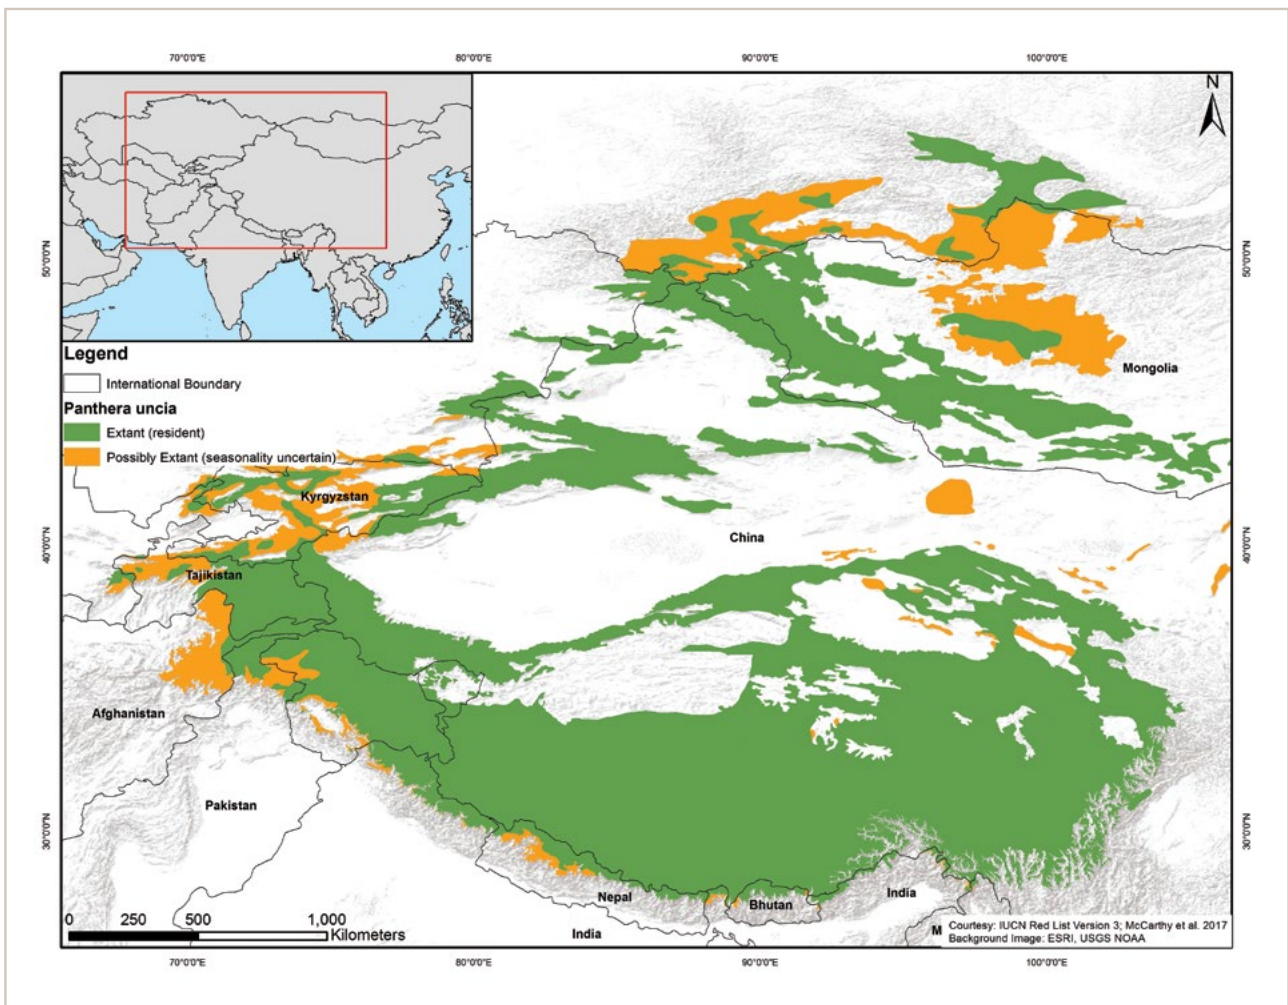 70°0'0"E 80°0'0"E 90°0'0"E 100°0'0"E
N
50°0'0"N 50°0'0"N
Legend
International Boundary
Panthera uncia
Extant (resident)
Possibly Extant (seasonality uncertain)
Mongolia
Kyrgyzstan
China
40°0'0"N 40°0'0"N
Tajikistan
Afghanistan
Pakistan
30°0'0"N 30°0'0"N
Nepal
Bhutan
India
India
M
0 250 500 1,000
Kilometers
Courtesy: IUCN Red List Version 3; McCarthy et al. 2017
Background Image: ESRI, USGS NOAA
70°0'0"E 80°0'0"E 90°0'0"E 100°0'0"E